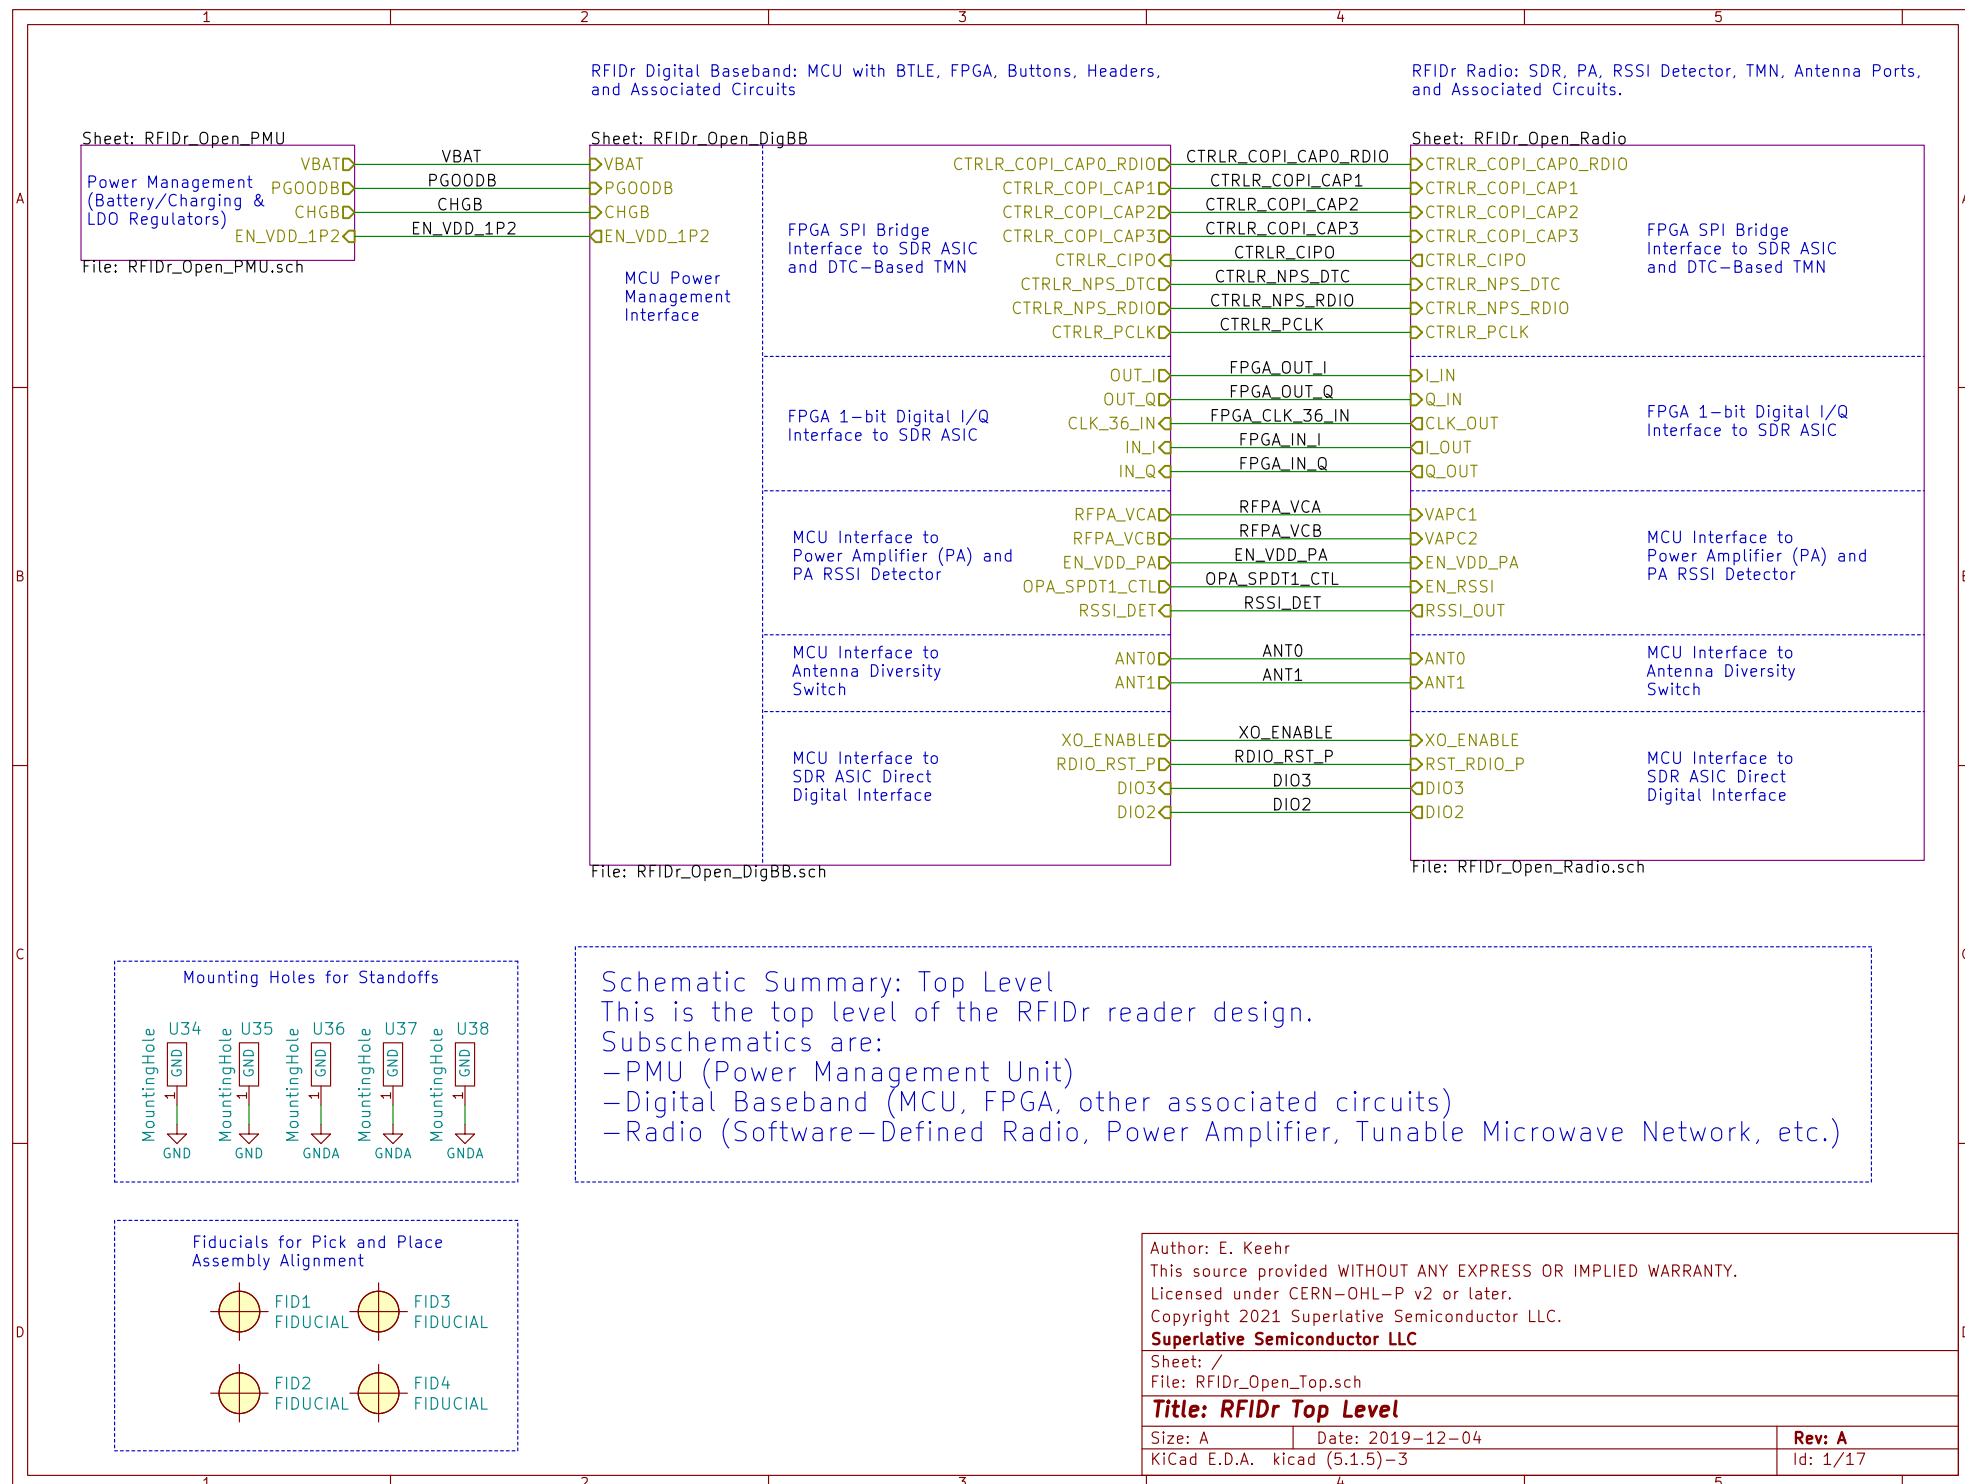 1 2 3 4 5
RFIDr Digital Baseband: MCU with BTLE, FPGA, Buttons, Headers,
and Associated Circuits
RFIDr Radio: SDR, PA, RSSI Detector, TMN, Antenna Ports,
and Associated Circuits.
Sheet: RFIDr_Open_PMU
VBAT
PGOODB
CHGB
EN_VDD_1P2
Power Management
(Battery/Charging &
LDO Regulators)
File: RFIDr_Open_PMU.sch
VBAT
PGOODB
CHGB
EN_VDD_1P2
Sheet: RFIDr_Open_DigBB
VBAT
PGOODB
CHGB
EN_VDD_1P2
MCU Power
Management
Interface
FPGA SPI Bridge
Interface to SDR ASIC
and DTC-Based TMN
CTRLR_COPI_CAP0_RDIO
CTRLR_COPI_CAP1
CTRLR_COPI_CAP2
CTRLR_COPI_CAP3
CTRLR_CIPO
CTRLR_NPS_DTC
CTRLR_NPS_RDIO
CTRLR_PCLK
FPGA 1-bit Digital I/Q
Interface to SDR ASIC
OUT_I
OUT_Q
CLK_36_IN
IN_I
IN_Q
MCU Interface to
Power Amplifier (PA) and
PA RSSI Detector
RFPA_VCA
RFPA_VCB
EN_VDD_PA
OPA_SPDT1_CTL
RSSI_DET
MCU Interface to
Antenna Diversity
Switch
ANT0
ANT1
MCU Interface to
SDR ASIC Direct
Digital Interface
XO_ENABLE
RDIO_RST_P
DIO3
DIO2
File: RFIDr_Open_DigBB.sch
CTRLR_COPI_CAP0_RDIO
CTRLR_COPI_CAP1
CTRLR_COPI_CAP2
CTRLR_COPI_CAP3
CTRLR_CIPO
CTRLR_NPS_DTC
CTRLR_NPS_RDIO
CTRLR_PCLK
FPGA_OUT_I
FPGA_OUT_Q
FPGA_CLK_36_IN
FPGA_IN_I
FPGA_IN_Q
RFPA_VCA
RFPA_VCB
EN_VDD_PA
OPA_SPDT1_CTL
RSSI_DET
ANT0
ANT1
XO_ENABLE
RDIO_RST_P
DIO3
DIO2
Sheet: RFIDr_Open_Radio
CTRLR_COPI_CAP0_RDIO
CTRLR_COPI_CAP1
CTRLR_COPI_CAP2
CTRLR_COPI_CAP3
CTRLR_CIPO
CTRLR_NPS_DTC
CTRLR_NPS_RDIO
CTRLR_PCLK
FPGA SPI Bridge
Interface to SDR ASIC
and DTC-Based TMN
I_IN
Q_IN
CLK_OUT
I_OUT
Q_OUT
FPGA 1-bit Digital I/Q
Interface to SDR ASIC
VAPC1
VAPC2
EN_VDD_PA
EN_RSSI
RSSI_OUT
MCU Interface to
Power Amplifier (PA) and
PA RSSI Detector
ANT0
ANT1
MCU Interface to
Antenna Diversity
Switch
XO_ENABLE
RST_RDIO_P
DIO3
DIO2
MCU Interface to
SDR ASIC Direct
Digital Interface
File: RFIDr_Open_Radio.sch
A
B
C
D
Mounting Holes for Standoffs
U34 U35 U36 U37 U38
MountingHole MountingHole MountingHole MountingHole MountingHole
GND GND GND GND GND
1 1 1 1 1
GND GND GNDA GNDA GNDA
Schematic Summary: Top Level
This is the top level of the RFIDr reader design.
Subschematics are:
-PMU (Power Management Unit)
-Digital Baseband (MCU, FPGA, other associated circuits)
-Radio (Software-Defined Radio, Power Amplifier, Tunable Microwave Network, etc.)
Fiducials for Pick and Place
Assembly Alignment
FID1 FID3
FIDUCIAL FIDUCIAL
FID2 FID4
FIDUCIAL FIDUCIAL
Author: E. Keehr
This source provided WITHOUT ANY EXPRESS OR IMPLIED WARRANTY.
Licensed under CERN-OHL-P v2 or later.
Copyright 2021 Superlative Semiconductor LLC.
Superlative Semiconductor LLC
Sheet: /
File: RFIDr_Open_Top.sch
Title: RFIDr Top Level
Size: A Date: 2019-12-04 Rev: A
KiCad E.D.A. kicad (5.1.5)-3 Id: 1/17